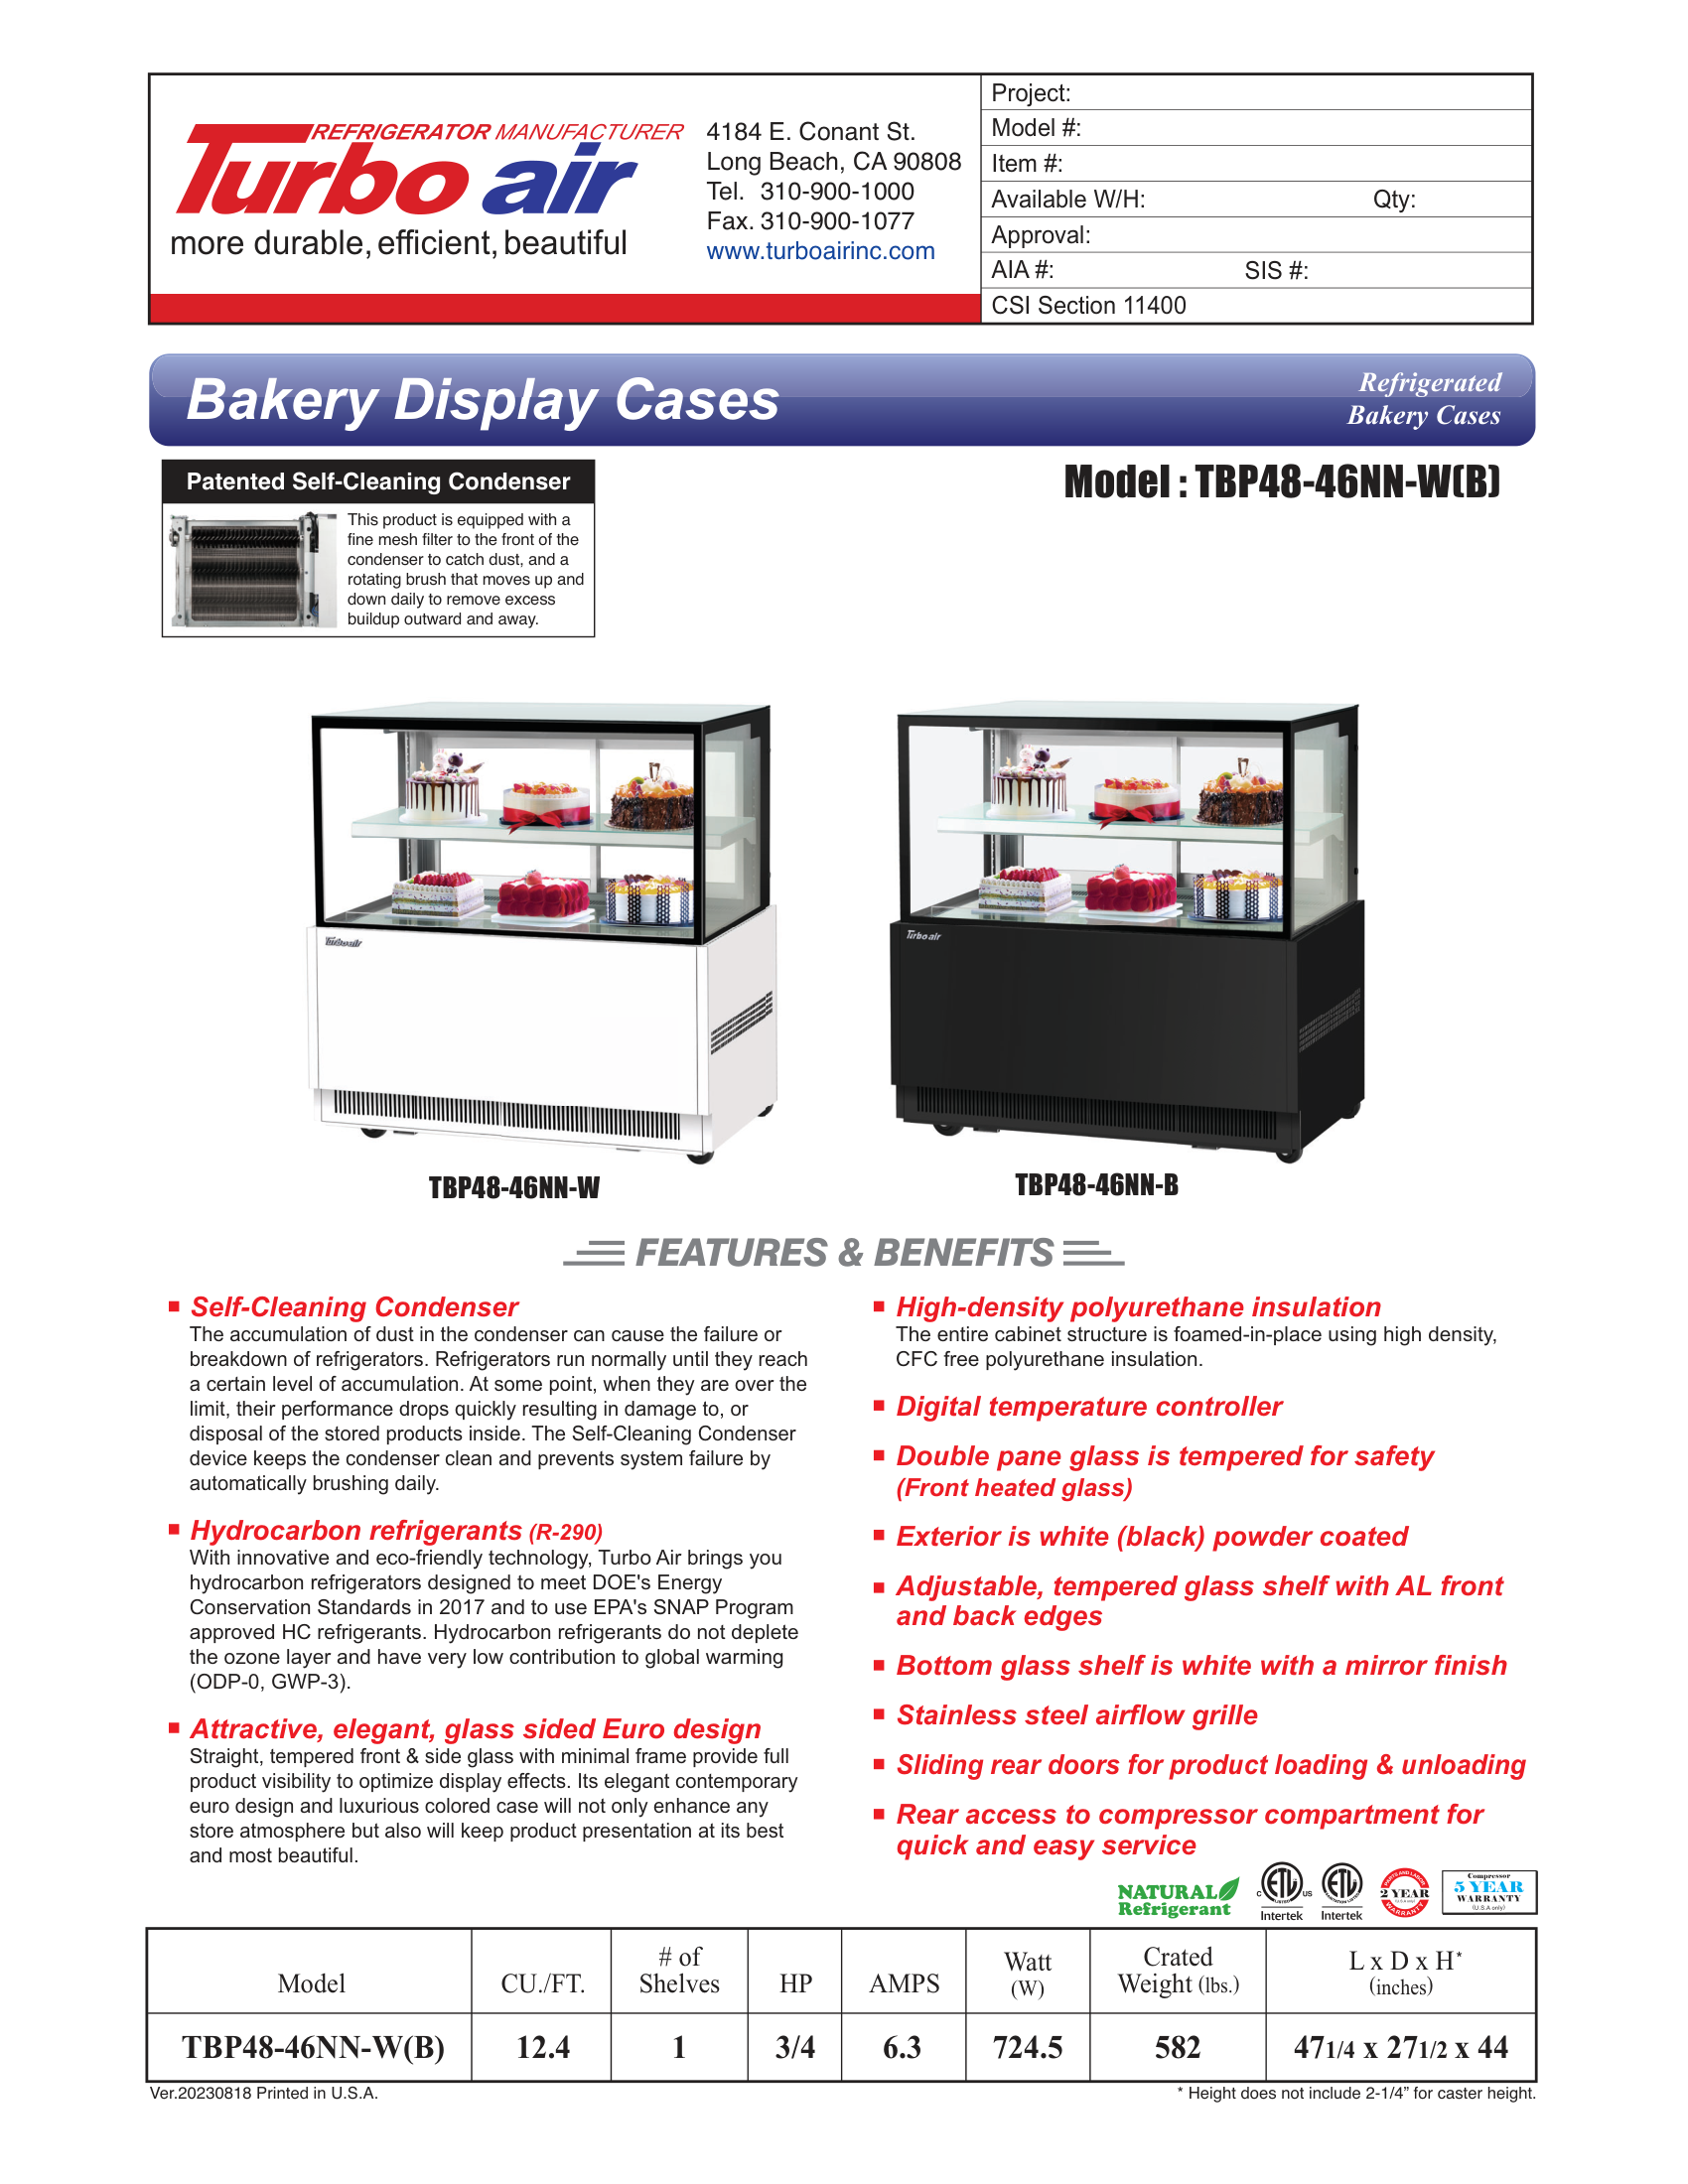 REFRIGERATOR MANUFACTURER
Turbo air
more durable, efficient, beautiful
4184 E. Conant St.
Long Beach, CA 90808
Tel. 310-900-1000
Fax. 310-900-1077
www.turboairinc.com
Project:
Model #:
Item #:
Available W/H: Qty:
Approval:
AIA #: SIS #:
CSI Section 11400
Bakery Display Cases
Refrigerated
Bakery Cases
Patented Self-Cleaning Condenser
This product is equipped with a
fine mesh filter to the front of the
condenser to catch dust, and a
rotating brush that moves up and
down daily to remove excess
buildup outward and away.
Model : TBP48-46NN-W(B)
Turbo air
Turbo air
TBP48-46NN-W
TBP48-46NN-B
FEATURES & BENEFITS
■ Self-Cleaning Condenser
The accumulation of dust in the condenser can cause the failure or
breakdown of refrigerators. Refrigerators run normally until they reach
a certain level of accumulation. At some point, when they are over the
limit, their performance drops quickly resulting in damage to, or
disposal of the stored products inside. The Self-Cleaning Condenser
device keeps the condenser clean and prevents system failure by
automatically brushing daily.
■ Hydrocarbon refrigerants (R-290)
With innovative and eco-friendly technology, Turbo Air brings you
hydrocarbon refrigerators designed to meet DOE's Energy
Conservation Standards in 2017 and to use EPA's SNAP Program
approved HC refrigerants. Hydrocarbon refrigerants do not deplete
the ozone layer and have very low contribution to global warming
(ODP-0, GWP-3).
■ Attractive, elegant, glass sided Euro design
Straight, tempered front & side glass with minimal frame provide full
product visibility to optimize display effects. Its elegant contemporary
euro design and luxurious colored case will not only enhance any
store atmosphere but also will keep product presentation at its best
and most beautiful.
■ High-density polyurethane insulation
The entire cabinet structure is foamed-in-place using high density,
CFC free polyurethane insulation.
■ Digital temperature controller
■ Double pane glass is tempered for safety
(Front heated glass)
■ Exterior is white (black) powder coated
■ Adjustable, tempered glass shelf with AL front
and back edges
■ Bottom glass shelf is white with a mirror finish
■ Stainless steel airflow grille
■ Sliding rear doors for product loading & unloading
■ Rear access to compressor compartment for
quick and easy service
NATURAL
Refrigerant
C ETL US
Intertek
ETL
Intertek
PARTS AND LABOR
2 YEAR
WARRANTY
Compressor
5 YEAR
WARRANTY
(U.S.A only)
Model CU./FT. # of Shelves HP AMPS Watt (W) Crated Weight (lbs.) L x D x H* (inches)
TBP48-46NN-W(B) 12.4 1 3/4 6.3 724.5 582 47 1/4 x 27 1/2 x 44
Ver.20230818 Printed in U.S.A.
* Height does not include 2-1/4” for caster height.